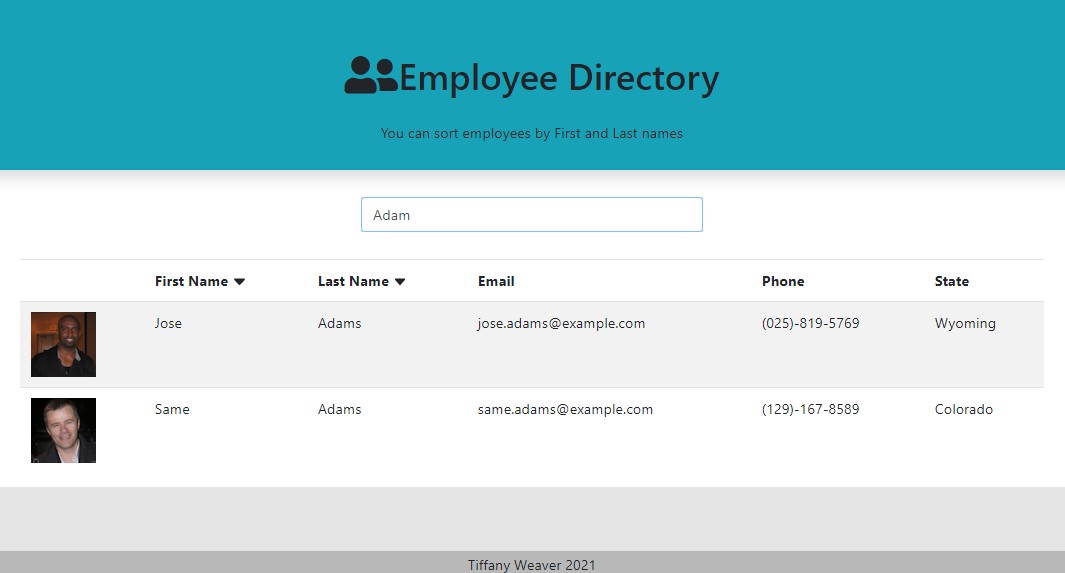 Employee Directory
You can sort employees by First and Last names
Adam
First Name Last Name Email Phone State
Jose Adams jose.adams@example.com (025)-819-5769 Wyoming
Same Adams same.adams@example.com (129)-167-8589 Colorado
Tiffany Weaver 2021